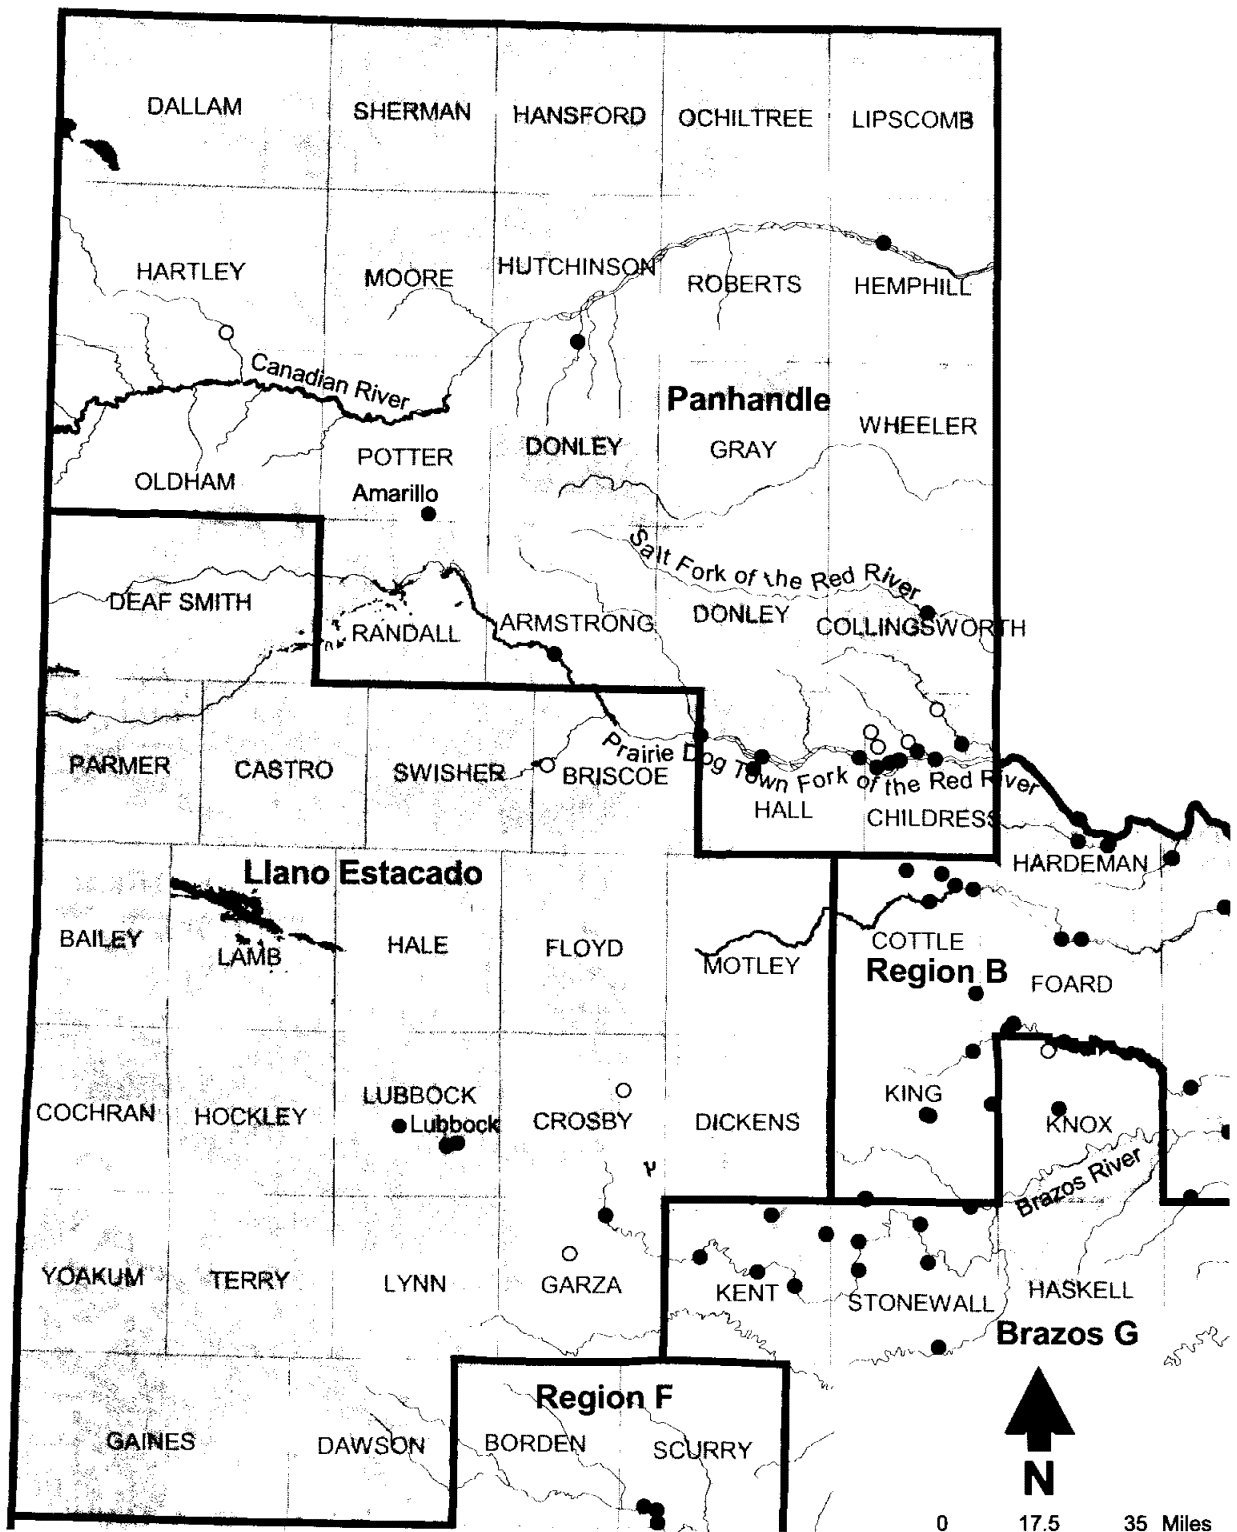 DALLAM
SHERMAN
HANSFORD
OCHILTREE
LIPSCOMB
HARTLEY
MOORE
HUTCHINSON
ROBERTS
HEMPHILL
Canadian River
Panhandle
OLDHAM
POTTER
Amarillo
DONLEY
GRAY
WHEELER
Salt Fork of the Red River
DEAF SMITH
RANDALL
ARMSTRONG
DONLEY
COLLINGSWORTH
PARMER
CASTRO
SWISHER
BRISCOE
Prairie Dog Town Fork of the Red River
HALL
CHILDRESS
HARDEMAN
Llano Estacado
BAILEY
LAMB
HALE
FLOYD
MOTLEY
COTTLE
Region B
FOARD
COCHRAN
HOCKLEY
LUBBOCK
Lubbock
CROSBY
DICKENS
KING
KNOX
Brazos River
YOAKUM
TERRY
LYNN
GARZA
KENT
STONEWALL
HASKELL
Brazos G
Region F
GAINES
DAWSON
BORDEN
SCURRY
N
0 17.5 35 Miles